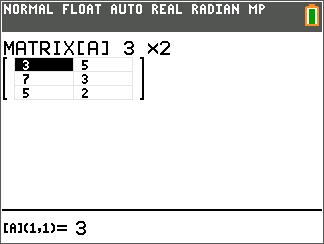 NORMAL FLOAT AUTO REAL RADIAN MP
MATRIX[A] 3 ×2
[ 3 5 ]
[ 7 3 ]
[ 5 2 ]
[A](1,1)= 3